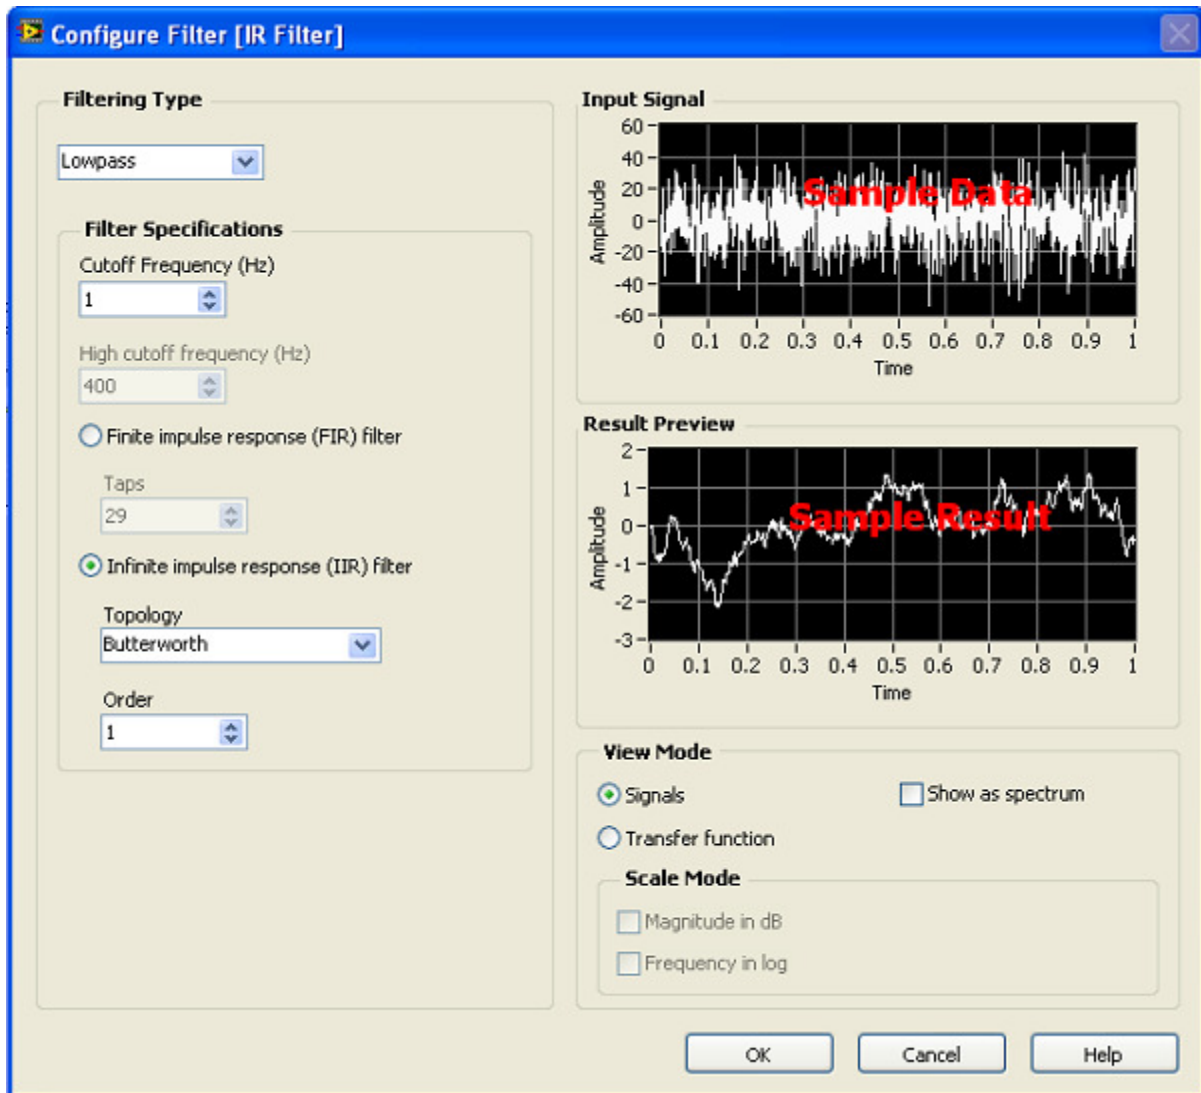 Configure Filter [IR Filter]
Filtering Type
Lowpass
Filter Specifications
Cutoff Frequency (Hz)
1
High cutoff frequency (Hz)
400
Finite impulse response (FIR) filter
Taps
29
Infinite impulse response (IIR) filter
Topology
Butterworth
Order
1
Input Signal
60
40
20
0
-20
-40
-60
Amplitude
Sample Data
0 0.1 0.2 0.3 0.4 0.5 0.6 0.7 0.8 0.9 1
Time
Result Preview
2
1
0
-1
-2
-3
Amplitude
Sample Result
0 0.1 0.2 0.3 0.4 0.5 0.6 0.7 0.8 0.9 1
Time
View Mode
Signals
Show as spectrum
Transfer function
Scale Mode
Magnitude in dB
Frequency in log
OK Cancel Help